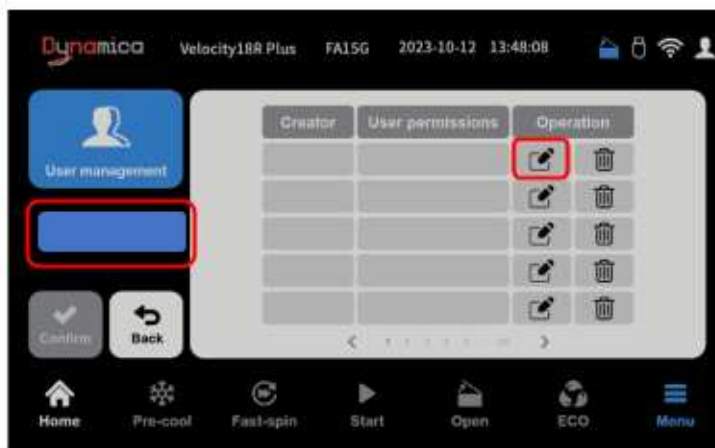 Dynamica Velocity18R Plus FA15G 2023-10-12 13:48:08
Creator User permissions Operation
User management
Confirm Back
Home Pre-cool Fast-spin Start Open ECO Menu